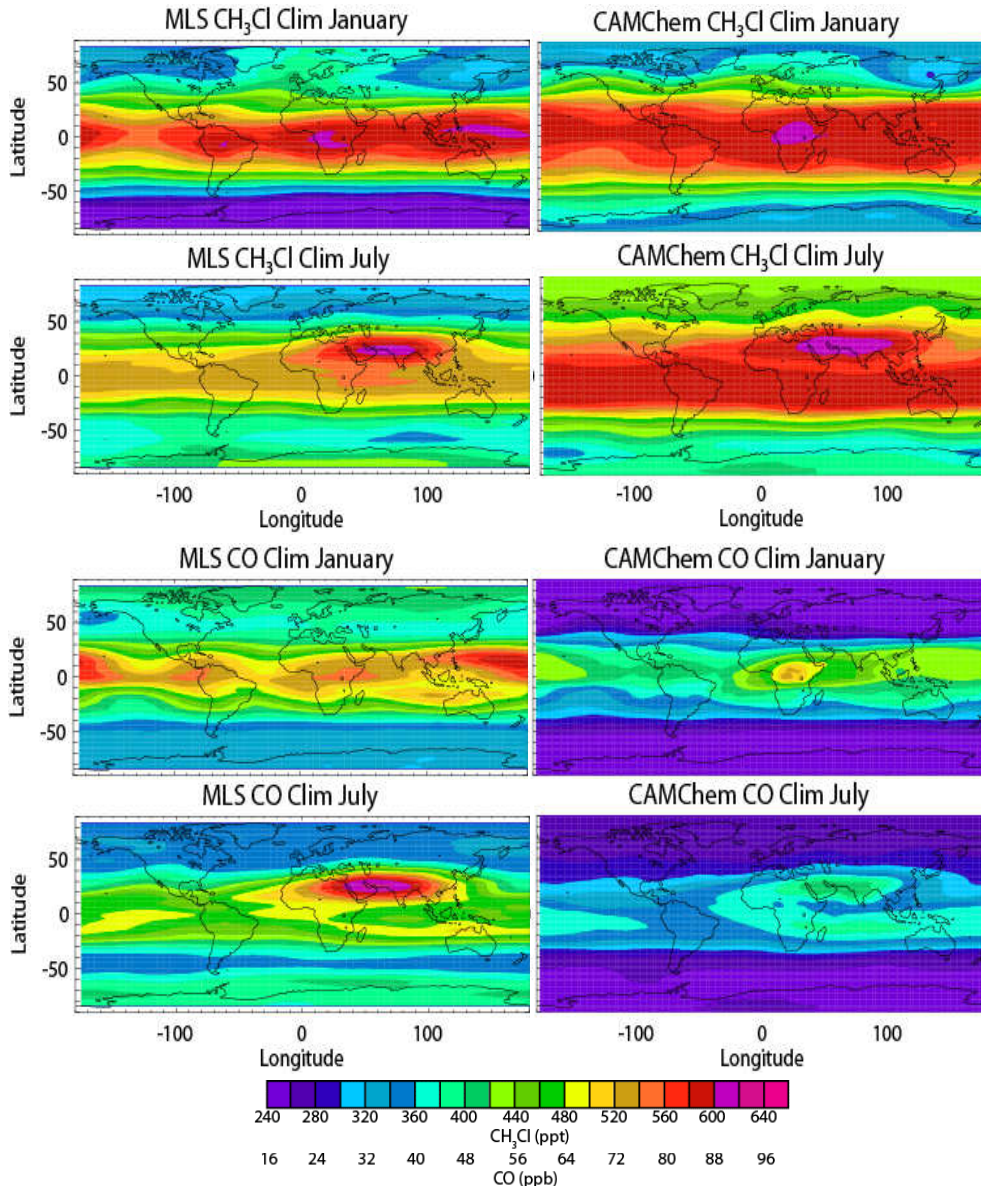 MLS CH₃Cl Clim January
CAMChem CH₃Cl Clim January
Latitude
50
0
-50
MLS CH₃Cl Clim July
CAMChem CH₃Cl Clim July
Latitude
50
0
-50
-100 0 100
Longitude
-100 0 100
Longitude
MLS CO Clim January
CAMChem CO Clim January
Latitude
50
0
-50
MLS CO Clim July
CAMChem CO Clim July
Latitude
50
0
-50
-100 0 100
Longitude
-100 0 100
Longitude
240 280 320 360 400 440 480 520 560 600 640
CH₃Cl (ppt)
16 24 32 40 48 56 64 72 80 88 96
CO (ppb)